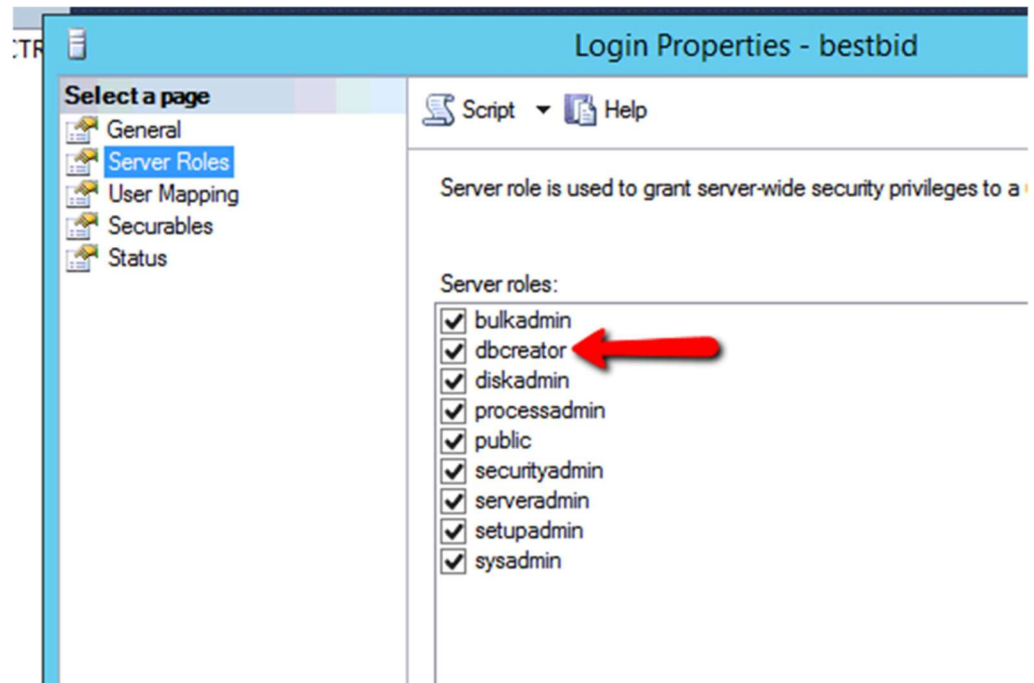 Login Properties - bestbid
Select a page
General
Server Roles
User Mapping
Securables
Status
Script Help
Server role is used to grant server-wide security privileges to a
Server roles:
bulkadmin
dbcreator
diskadmin
processadmin
public
securityadmin
serveradmin
setupadmin
sysadmin